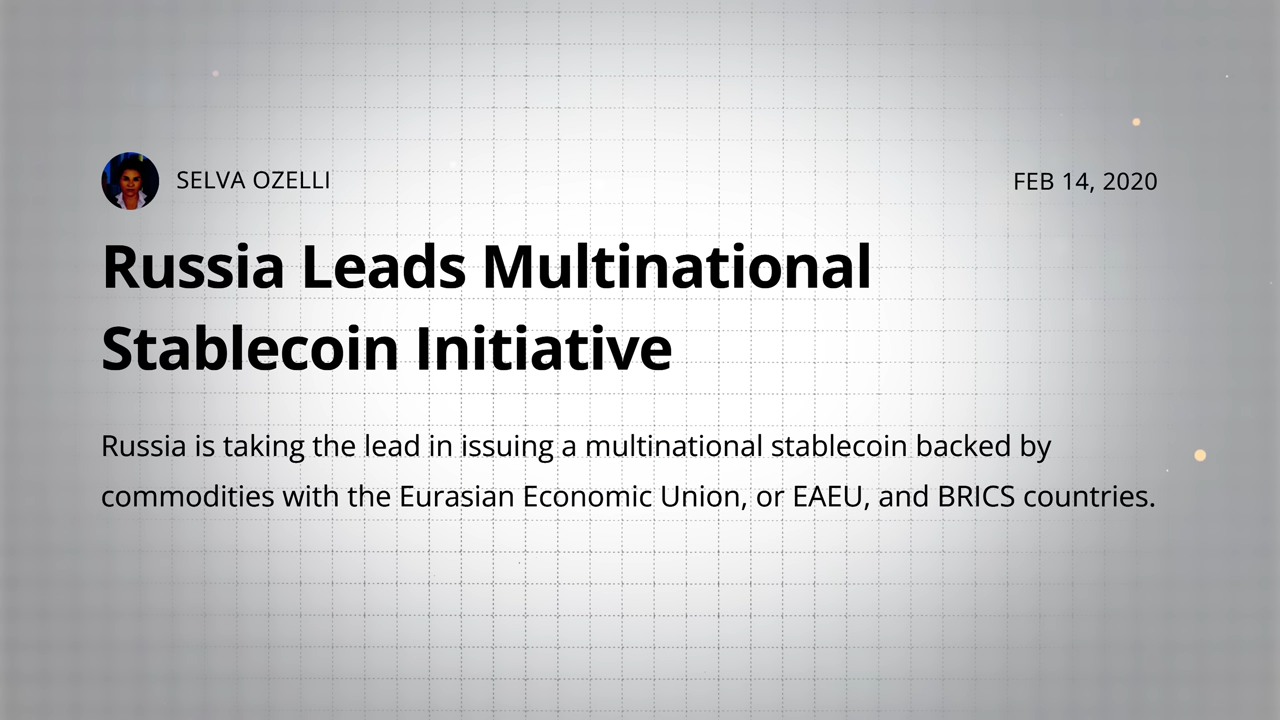 SELVA OZELLI
FEB 14, 2020
Russia Leads Multinational
Stablecoin Initiative
Russia is taking the lead in issuing a multinational stablecoin backed by
commodities with the Eurasian Economic Union, or EAEU, and BRICS countries.